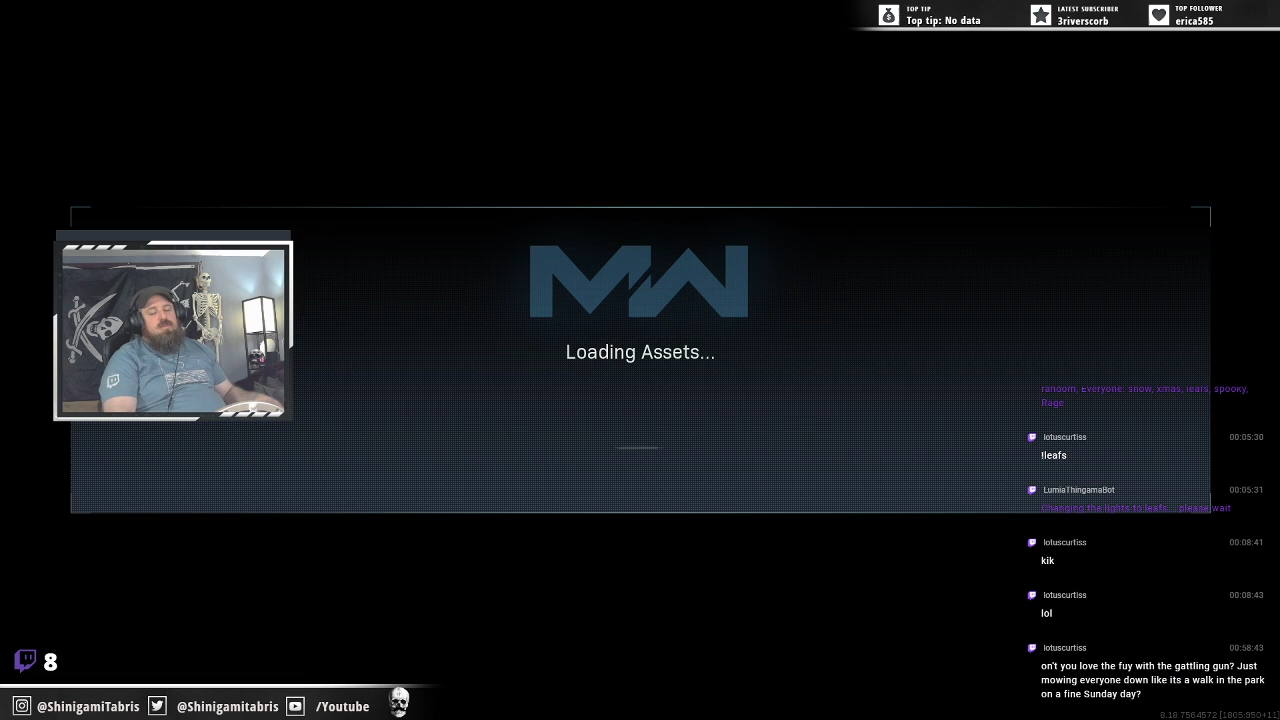 TOP TIP
Top tip: No data
LATEST SUBSCRIBER
3riverscorb
TOP FOLLOWER
erica585
MW
Loading Assets...
random, Everyone: snow, xmas, leafs, spooky,
Rage
lotuscurtiss 00:05:30
!leafs
LumiaThingamaBot 00:05:31
Changing the lights to leafs... please wait
lotuscurtiss 00:08:41
kik
lotuscurtiss 00:08:43
lol
lotuscurtiss 00:58:43
on't you love the fuy with the gattling gun? Just
mowing everyone down like its a walk in the park
on a fine Sunday day?
8
@ShinigamiTabris @Shinigamitabris /Youtube